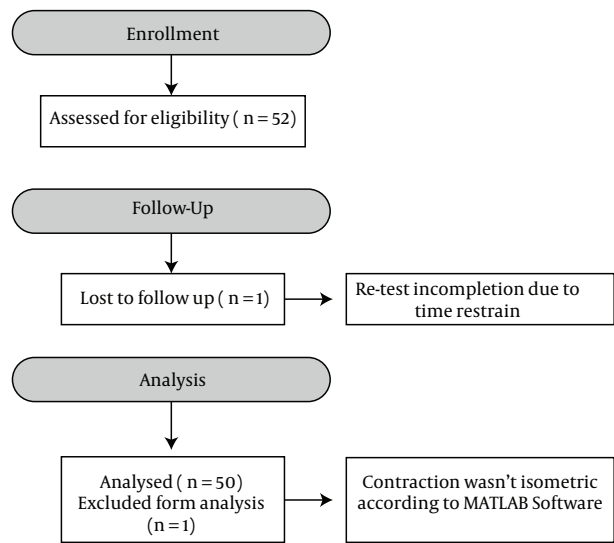 Enrollment
Assessed for eligibility ( n = 52)
Follow-Up
Lost to follow up ( n = 1)
Re-test incompletion due to
time restrain
Analysis
Analysed ( n = 50)
Excluded form analysis
(n = 1)
Contraction wasn't isometric
according to MATLAB Software